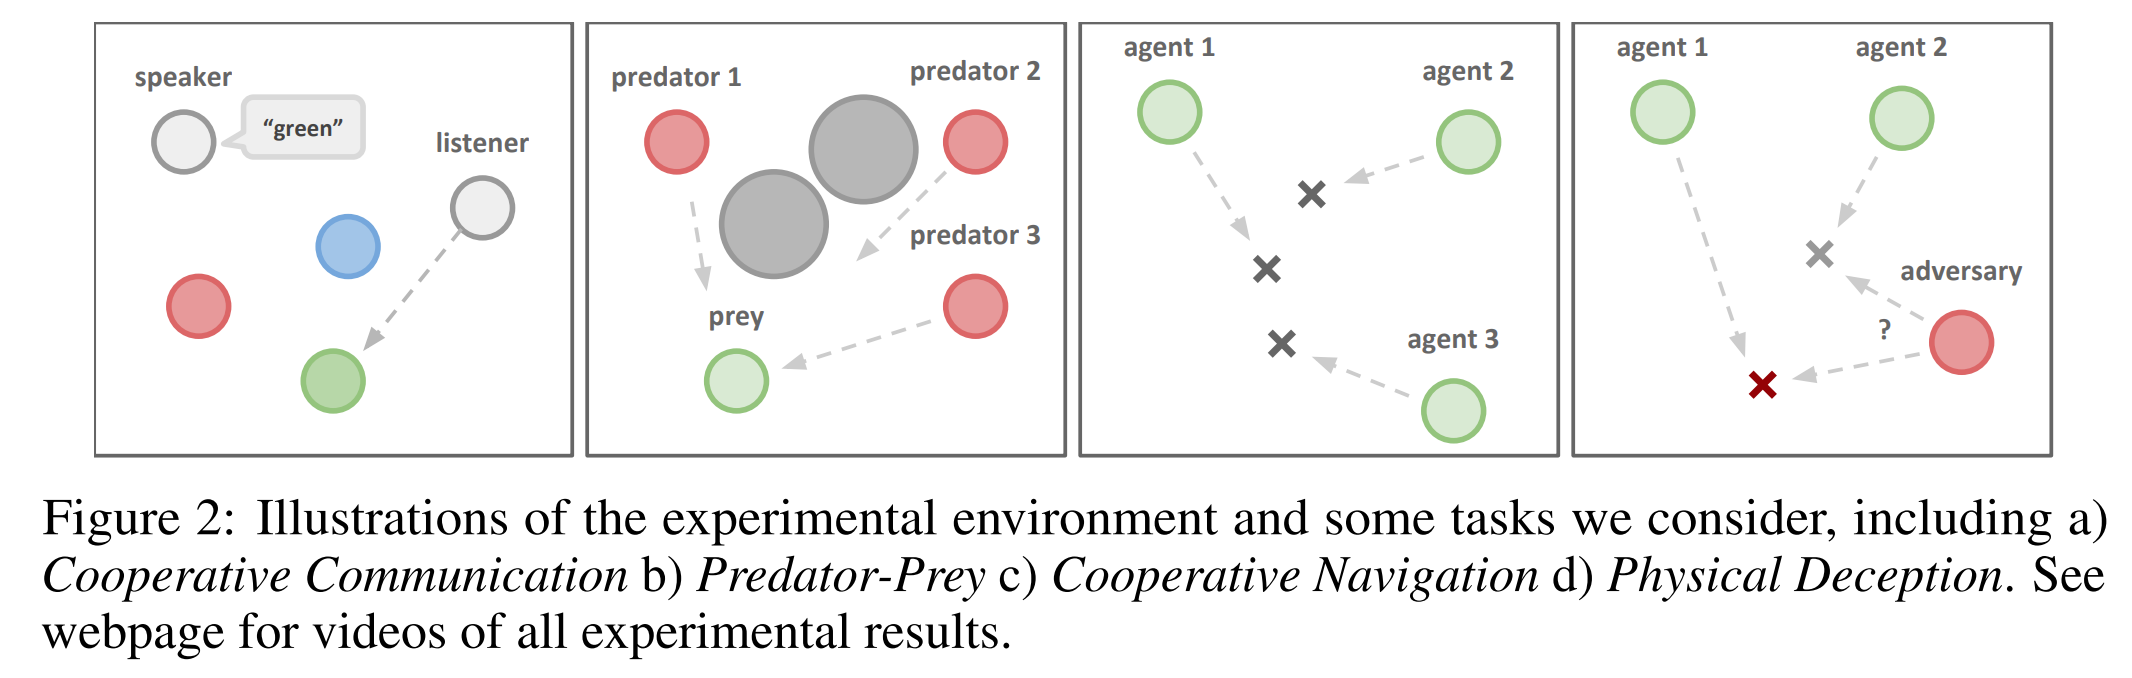 speaker
“green”
listener
predator 1
predator 2
predator 3
prey
agent 1
agent 2
agent 3
agent 1
agent 2
adversary
?
Figure 2: Illustrations of the experimental environment and some tasks we consider, including a)
Cooperative Communication b) Predator-Prey c) Cooperative Navigation d) Physical Deception. See
webpage for videos of all experimental results.